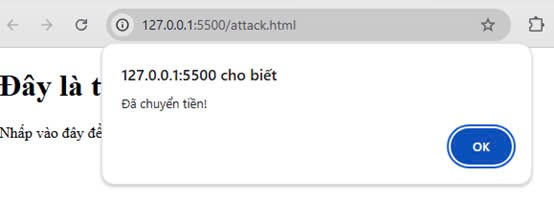 127.0.0.1:5500/attack.html
127.0.0.1:5500 cho biết
Đã chuyển tiền!
OK
Đây là
Nhấp vào đây để